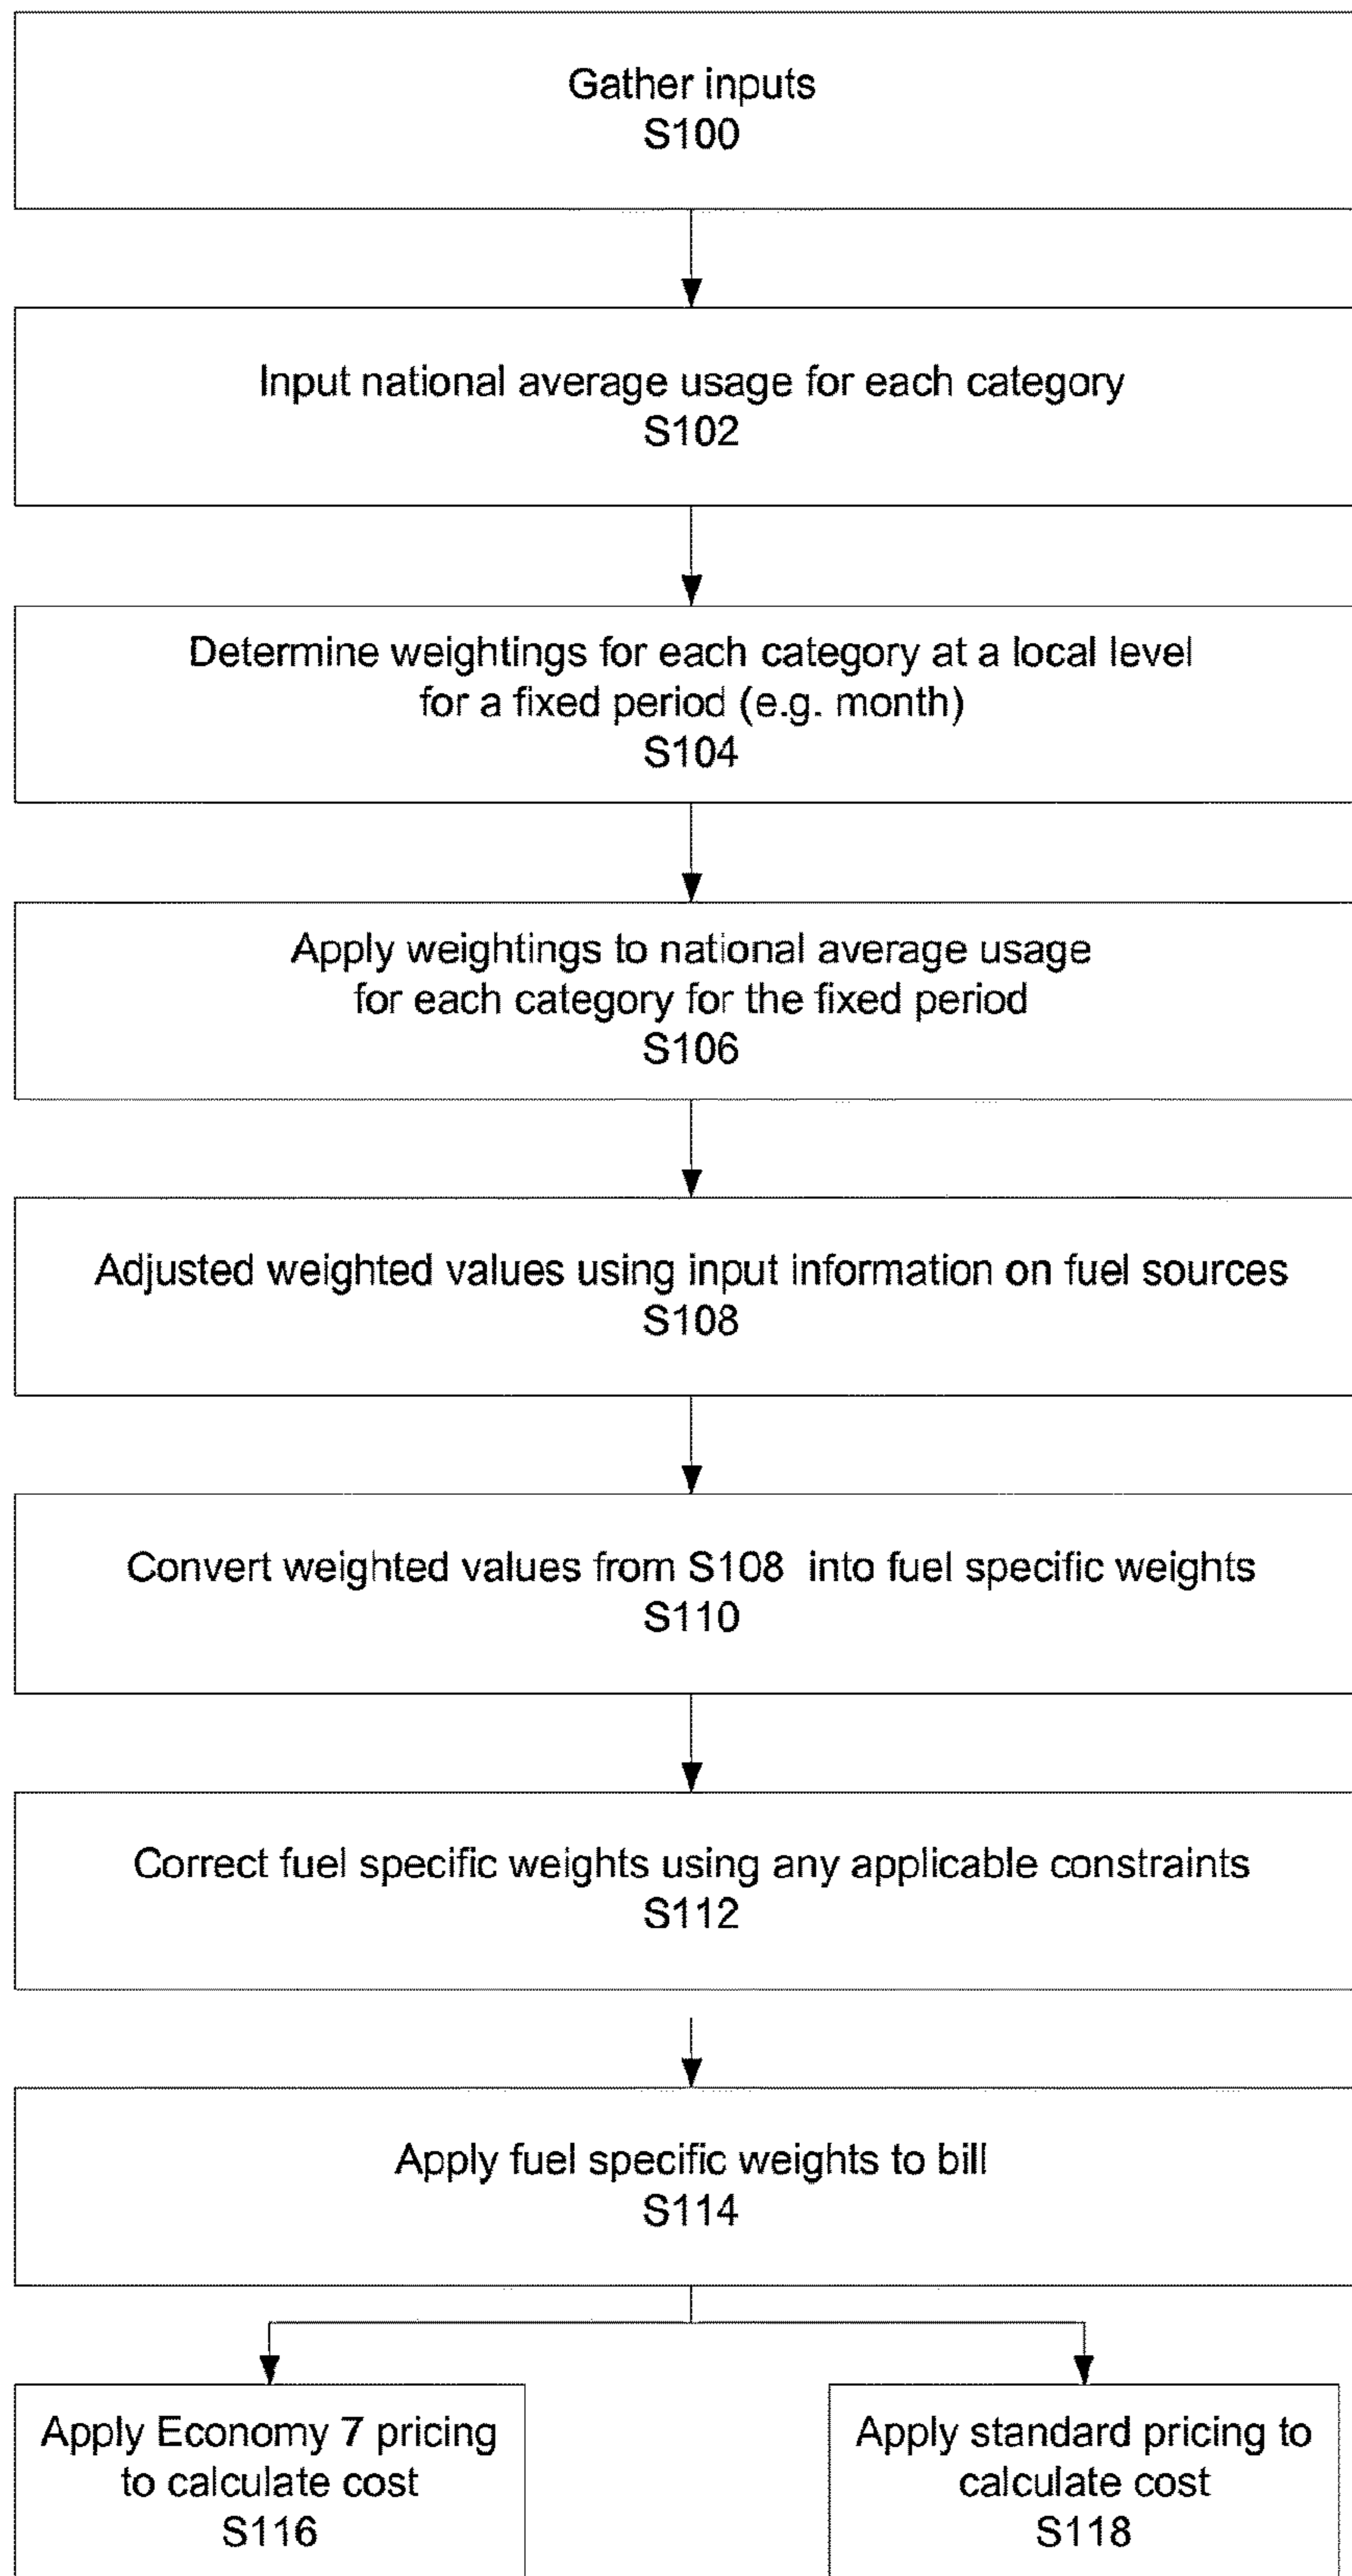 Gather inputs
S100
Input national average usage for each category
S102
Determine weightings for each category at a local level
for a fixed period (e.g. month)
S104
Apply weightings to national average usage
for each category for the fixed period
S106
Adjusted weighted values using input information on fuel sources
S108
Convert weighted values from S108 into fuel specific weights
S110
Correct fuel specific weights using any applicable constraints
S112
Apply fuel specific weights to bill
S114
Apply Economy 7 pricing
to calculate cost
S116
Apply standard pricing to
calculate cost
S118